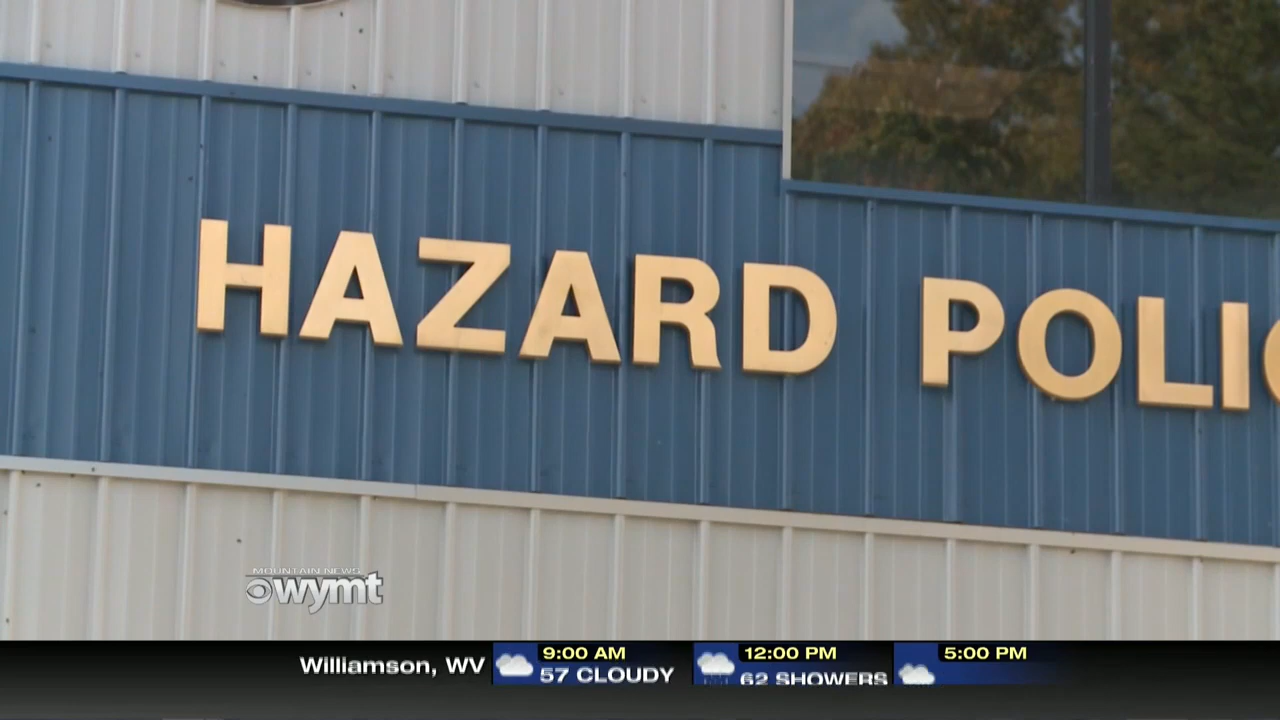 HAZARD POLIC
MOUNTAIN NEWS
wymt
Williamson, WV
9:00 AM
57 CLOUDY
12:00 PM
62 SHOWERS
5:00 PM